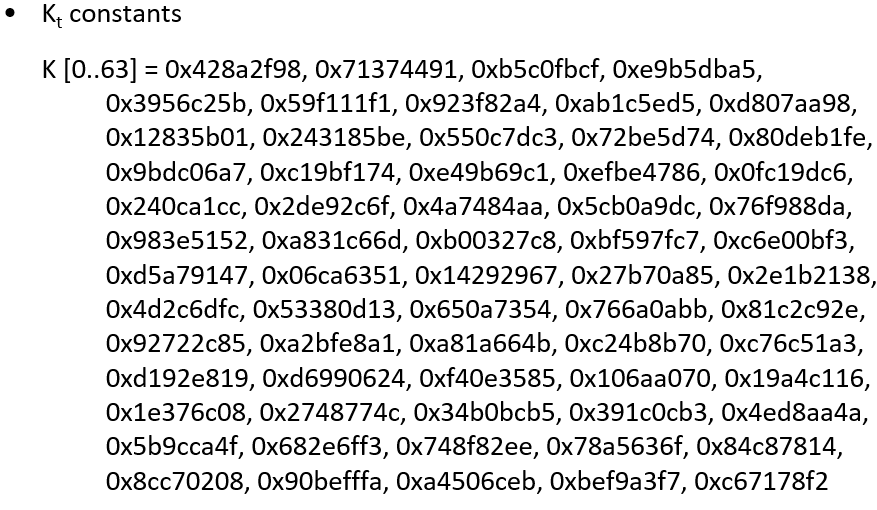 • Kt constants
K [0..63] = 0x428a2f98, 0x71374491, 0xb5c0fbcf, 0xe9b5dba5,
0x3956c25b, 0x59f111f1, 0x923f82a4, 0xab1c5ed5, 0xd807aa98,
0x12835b01, 0x243185be, 0x550c7dc3, 0x72be5d74, 0x80deb1fe,
0x9bdc06a7, 0xc19bf174, 0xe49b69c1, 0xefbe4786, 0x0fc19dc6,
0x240ca1cc, 0x2de92c6f, 0x4a7484aa, 0x5cb0a9dc, 0x76f988da,
0x983e5152, 0xa831c66d, 0xb00327c8, 0xbf597fc7, 0xc6e00bf3,
0xd5a79147, 0x06ca6351, 0x14292967, 0x27b70a85, 0x2e1b2138,
0x4d2c6dfc, 0x53380d13, 0x650a7354, 0x766a0abb, 0x81c2c92e,
0x92722c85, 0xa2bfe8a1, 0xa81a664b, 0xc24b8b70, 0xc76c51a3,
0xd192e819, 0xd6990624, 0xf40e3585, 0x106aa070, 0x19a4c116,
0x1e376c08, 0x2748774c, 0x34b0bcb5, 0x391c0cb3, 0x4ed8aa4a,
0x5b9cca4f, 0x682e6ff3, 0x748f82ee, 0x78a5636f, 0x84c87814,
0x8cc70208, 0x90befffa, 0xa4506ceb, 0xbef9a3f7, 0xc67178f2